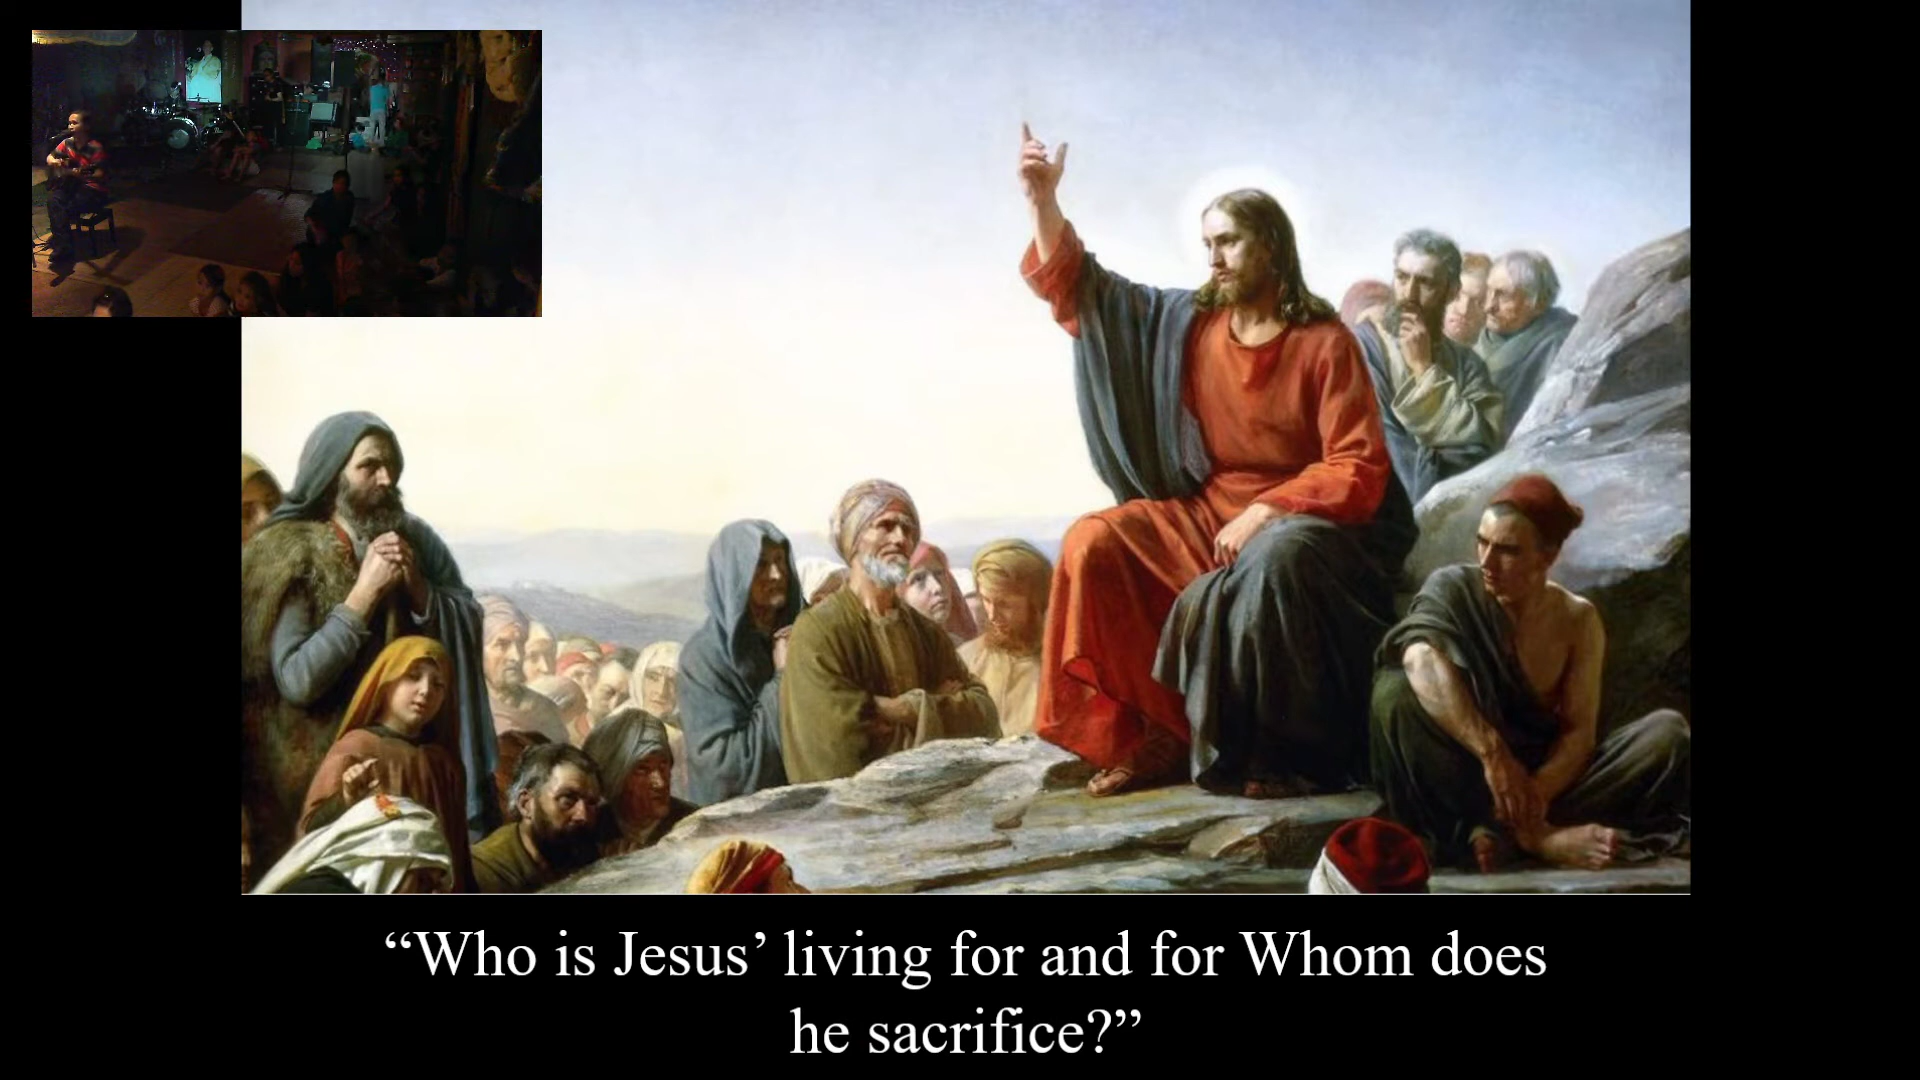 “Who is Jesus’ living for and for Whom does
he sacrifice?”